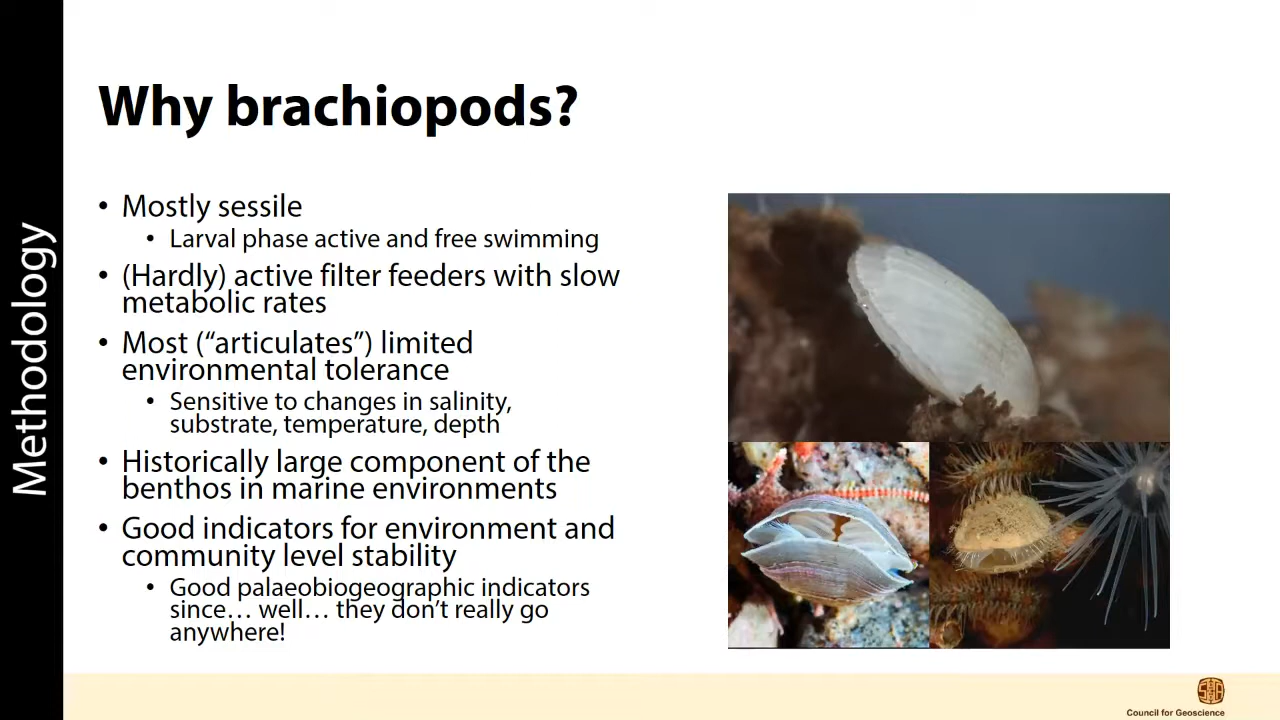 Methodology
Why brachiopods?
• Mostly sessile
• Larval phase active and free swimming
• (Hardly) active filter feeders with slow
metabolic rates
• Most (“articulates”) limited
environmental tolerance
• Sensitive to changes in salinity,
substrate, temperature, depth
• Historically large component of the
benthos in marine environments
• Good indicators for environment and
community level stability
• Good palaeobiogeographic indicators
since… well… they don’t really go
anywhere!
Council for Geoscience